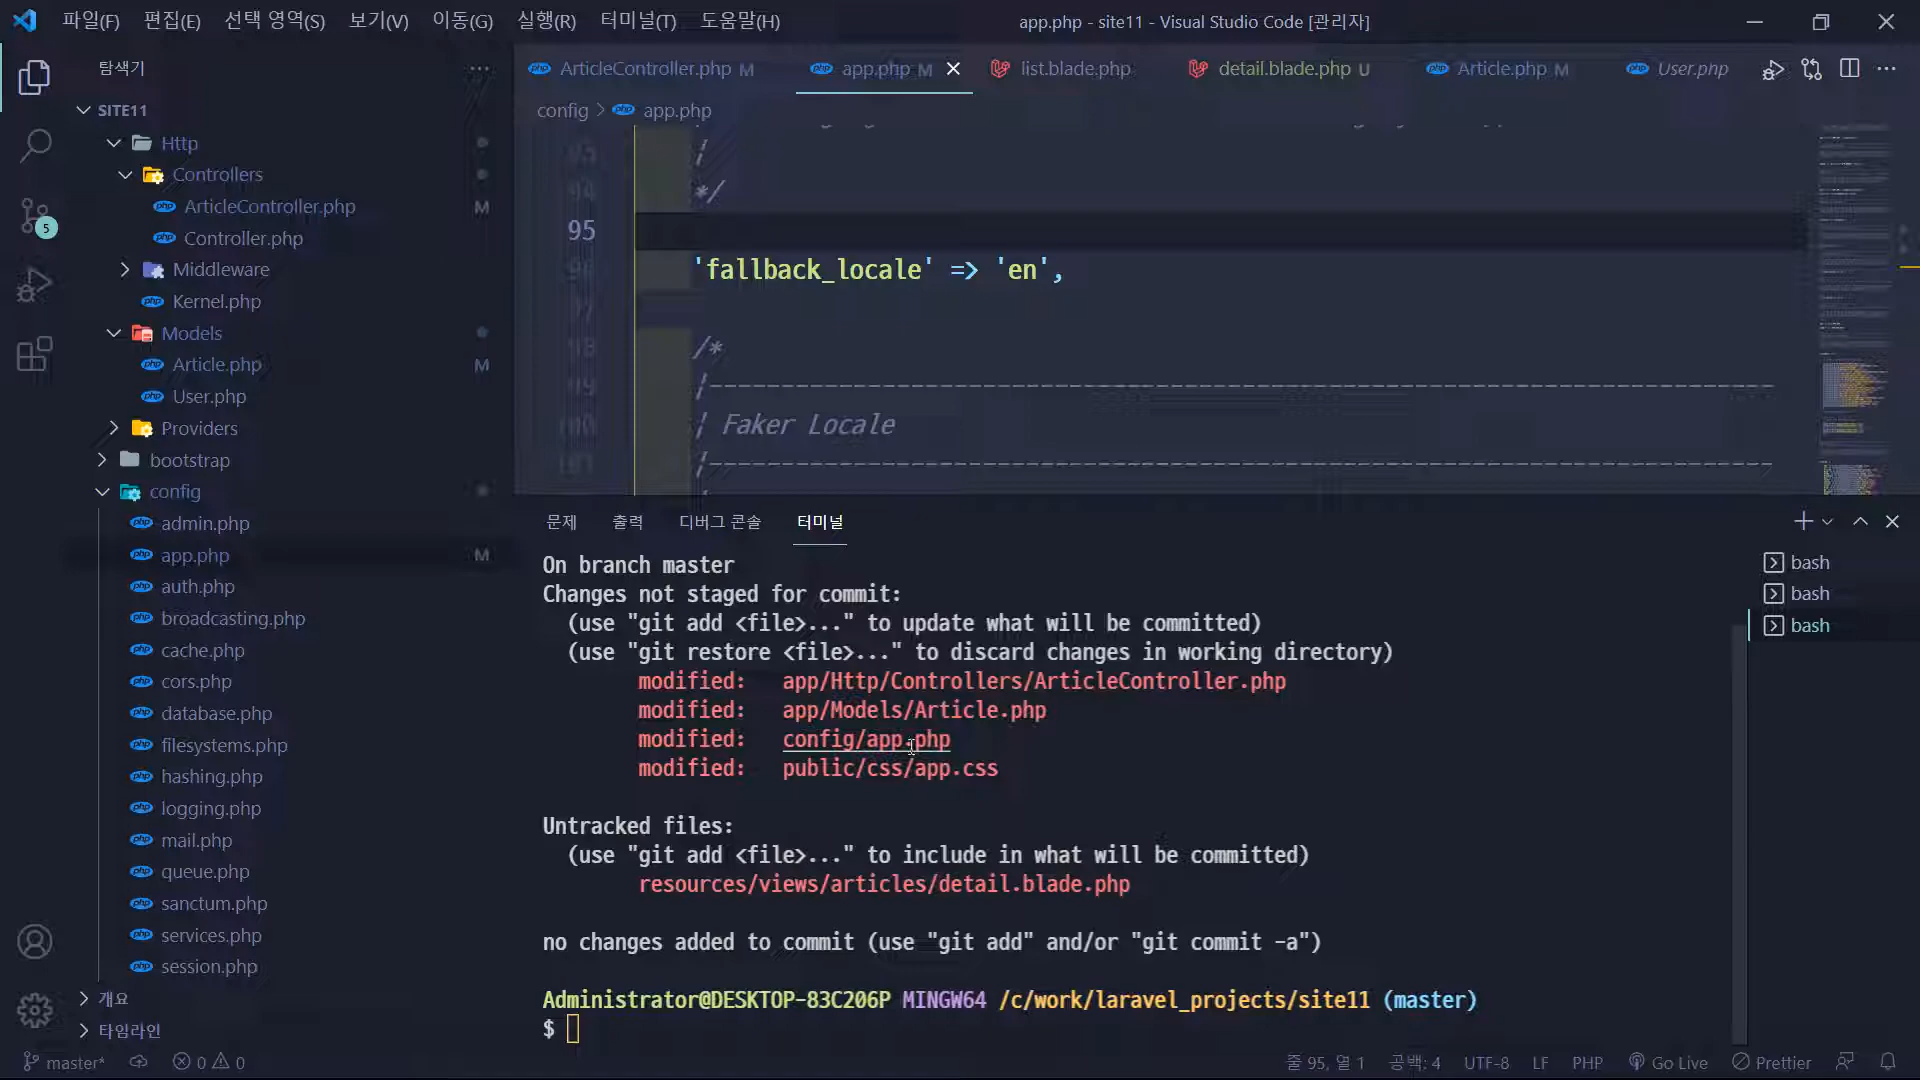 파일(F) 편집(E) 선택 영역(S) 보기(V) 이동(G) 실행(R) 터미널(T) 도움말(H)
app.php - site11 - Visual Studio Code [관리자]
탐색기
SITE11
Http
Controllers
ArticleController.php M
Controller.php
Middleware
Kernel.php
Models
Article.php M
User.php
Providers
bootstrap
config
admin.php
app.php M
auth.php
broadcasting.php
cache.php
cors.php
database.php
filesystems.php
hashing.php
logging.php
mail.php
queue.php
sanctum.php
services.php
session.php
개요
타임라인
5
ArticleController.php M
app.php M
list.blade.php
detail.blade.php U
Article.php M
User.php
config > app.php
93 |
94 */
95
96 'fallback_locale' => 'en',
97
98 /*
99 |--------------------------------------------------------------------------
100 | Faker Locale
101 |--------------------------------------------------------------------------
문제 출력 디버그 콘솔 터미널
On branch master
Changes not staged for commit:
(use "git add <file>..." to update what will be committed)
(use "git restore <file>..." to discard changes in working directory)
modified: app/Http/Controllers/ArticleController.php
modified: app/Models/Article.php
modified: config/app.php
modified: public/css/app.css
Untracked files:
(use "git add <file>..." to include in what will be committed)
resources/views/articles/detail.blade.php
no changes added to commit (use "git add" and/or "git commit -a")
Administrator@DESKTOP-83C206P MINGW64 /c/work/laravel_projects/site11 (master)
$
bash
bash
bash
master* 0 0
줄 95, 열 1 공백: 4 UTF-8 LF PHP Go Live Prettier